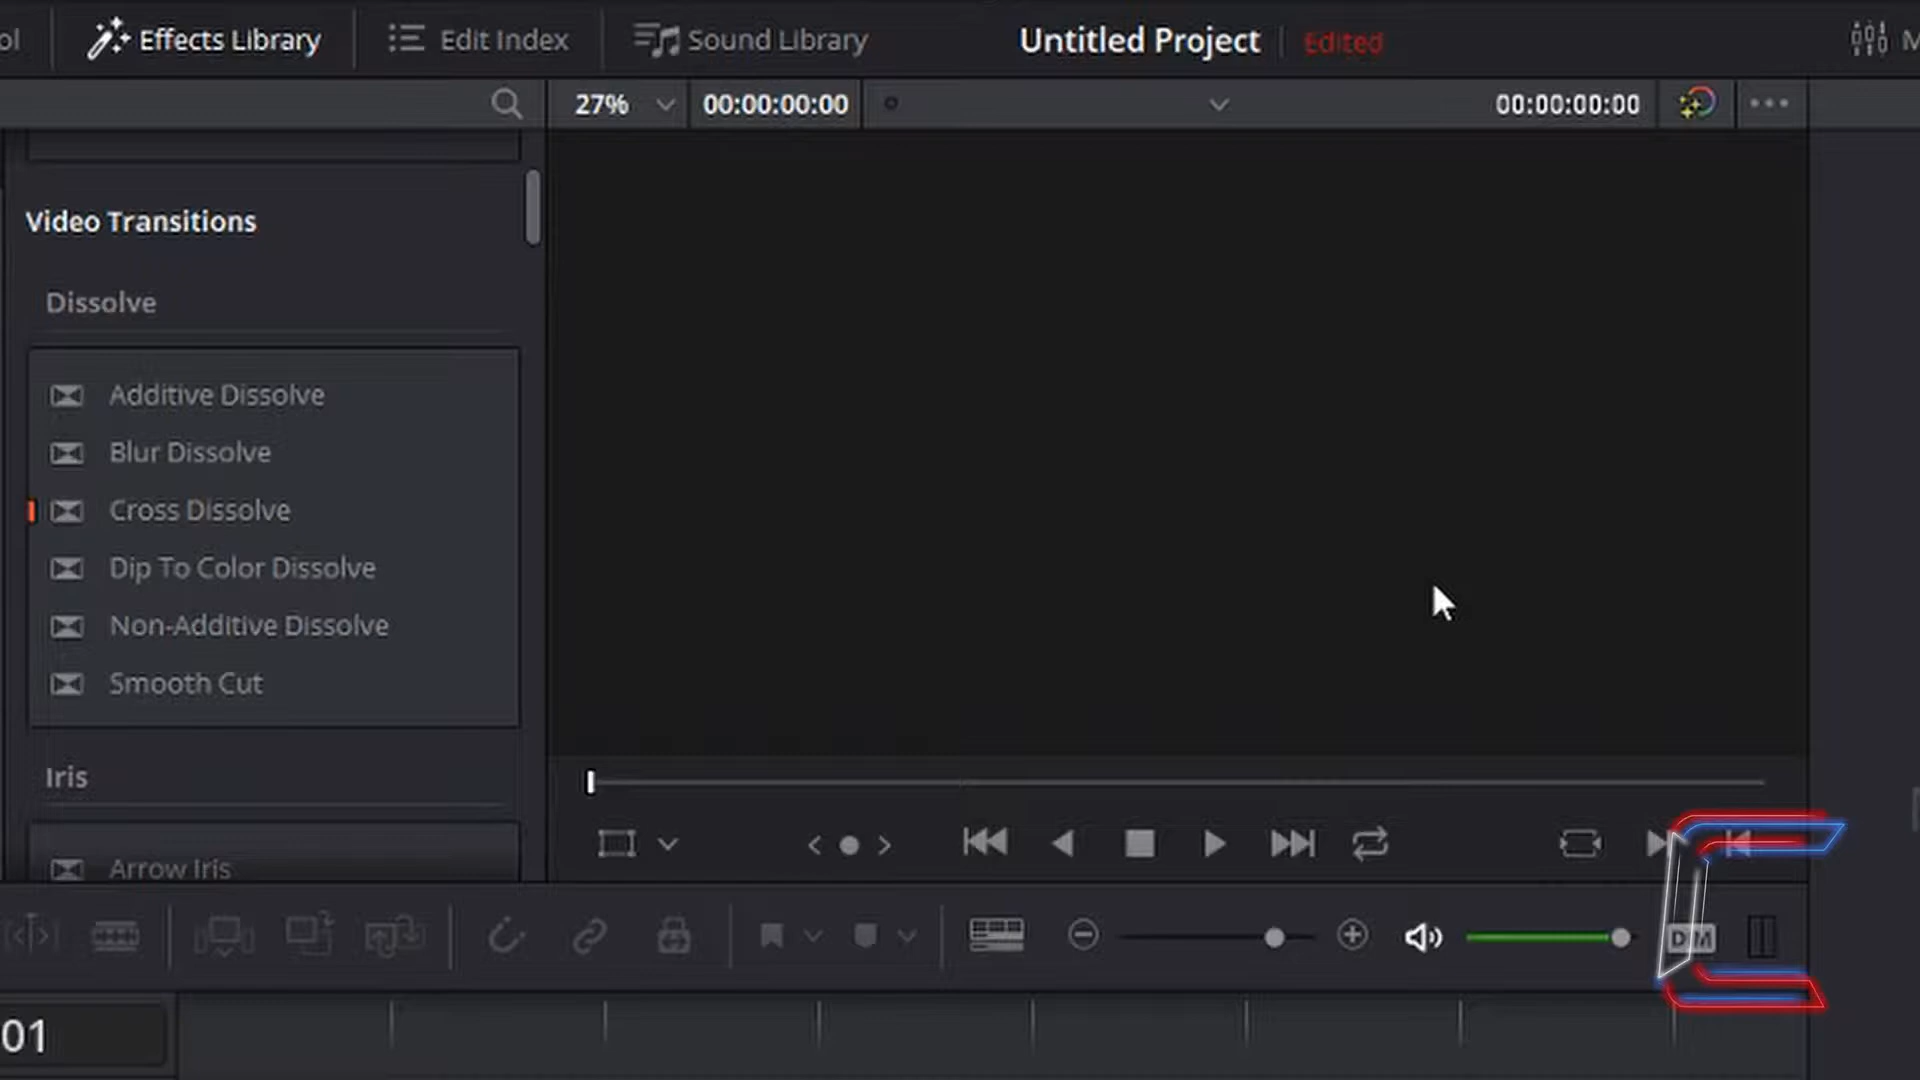 ol
Effects Library
Edit Index
Sound Library
Untitled Project
Edited
M
27%
00:00:00:00
00:00:00:00
Video Transitions
Dissolve
Additive Dissolve
Blur Dissolve
Cross Dissolve
Dip To Color Dissolve
Non-Additive Dissolve
Smooth Cut
Iris
Arrow Iris
DIM
01